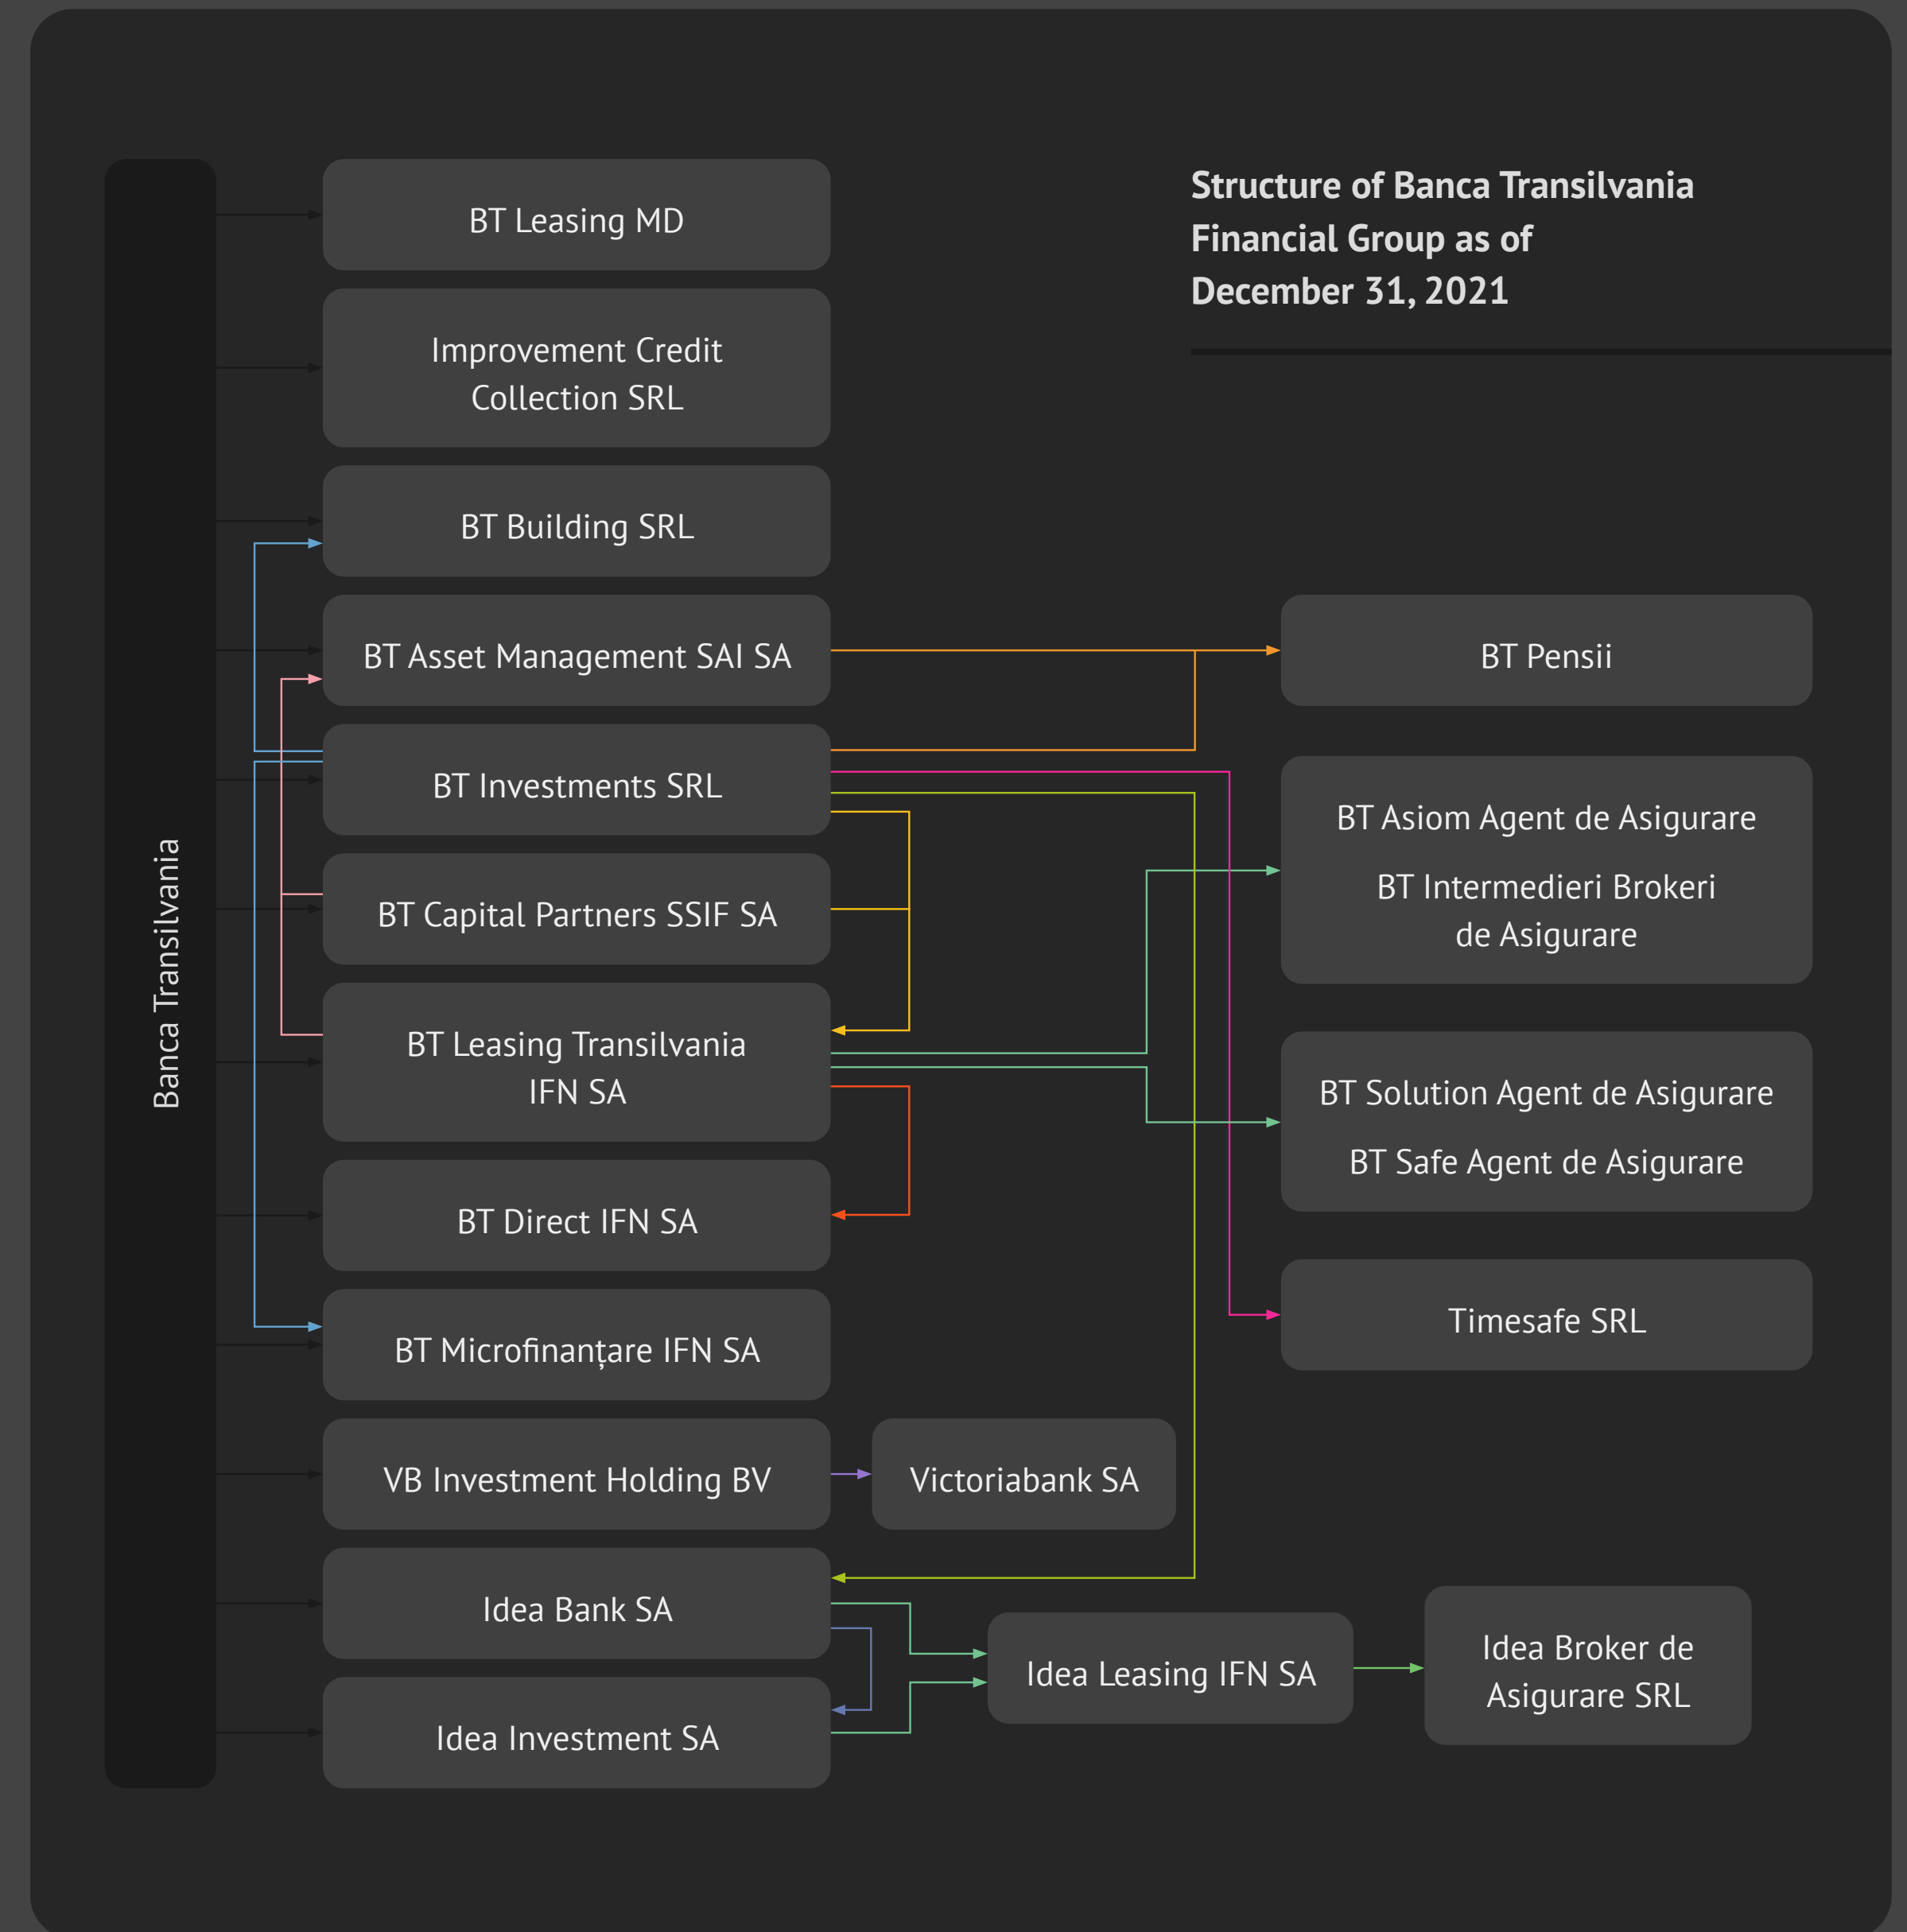 Structure of Banca Transilvania
Financial Group as of
December 31, 2021
Banca Transilvania
BT Leasing MD
Improvement Credit
Collection SRL
BT Building SRL
BT Asset Management SAI SA
BT Investments SRL
BT Capital Partners SSIF SA
BT Leasing Transilvania
IFN SA
BT Direct IFN SA
BT Microfinanțare IFN SA
VB Investment Holding BV
Idea Bank SA
Idea Investment SA
Victoriabank SA
Idea Leasing IFN SA
BT Pensii
BT Asiom Agent de Asigurare
BT Intermedieri Brokeri
de Asigurare
BT Solution Agent de Asigurare
BT Safe Agent de Asigurare
Timesafe SRL
Idea Broker de
Asigurare SRL